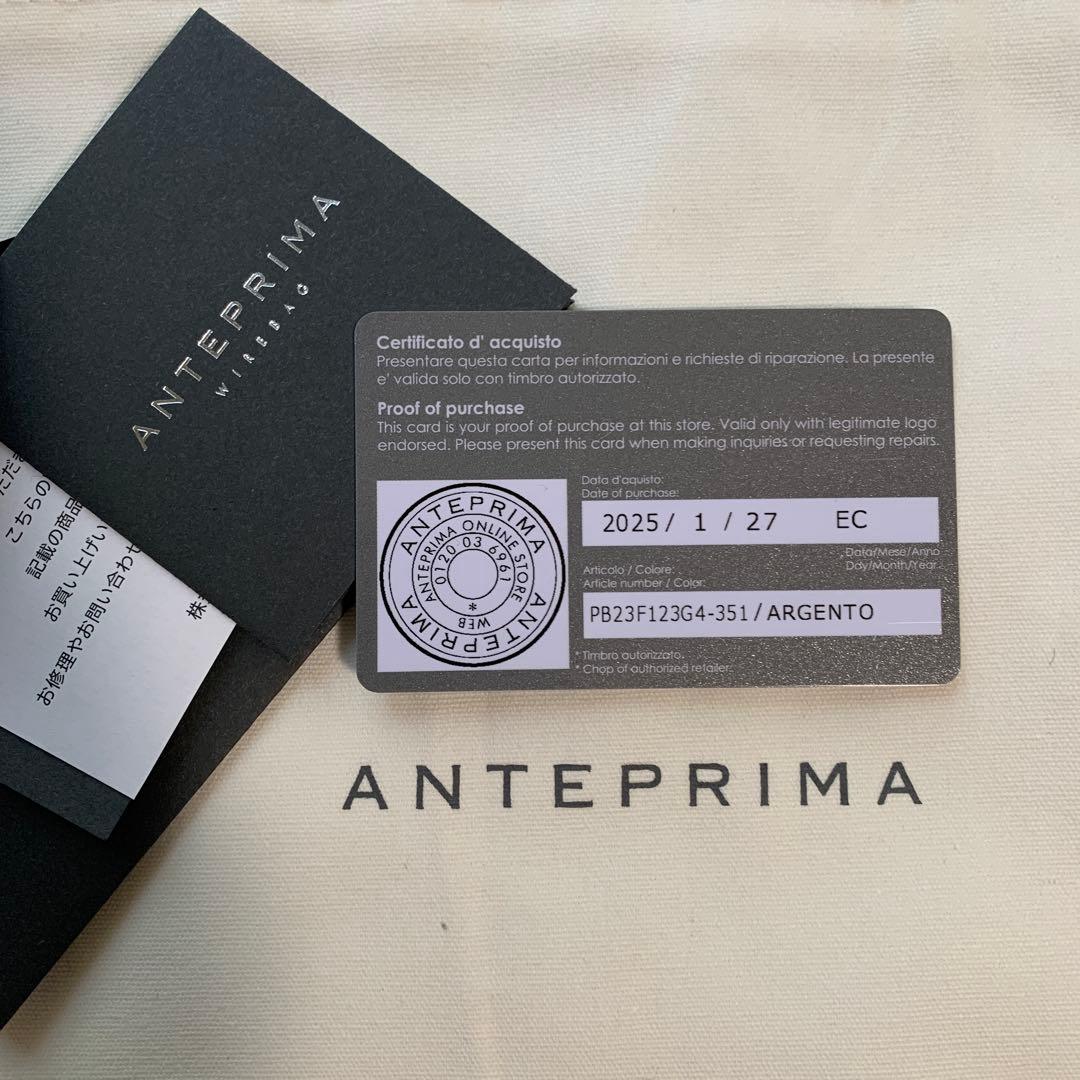 ANTEPRIMA
WIREBAG
こちらの
記載の商品
お買い上げい
お修理やお問い合わせ
株
Certificato d' acquisto
Presentare questa carta per informazioni e richieste di riparazione. La presente
e' valida solo con timbro autorizzato.
Proof of purchase
This card is your proof of purchase at this store. Valid only with legitimate logo
endorsed. Please present this card when making inquiries or requesting repairs.
ANTEPRIMA ANTEPRIMA
ANTEPRIMA ONLINE STORE
0120 03 6961
* WEB
Data d'aquisto:
Date of purchase:
2025/ 1 / 27 EC
Data/Mese/Anno
Day/Month/Year
Articolo / Colore:
Article number / Color:
PB23F123G4-351/ARGENTO
* Timbro autorizzato.
* Chop of authorized retailer.
ANTEPRIMA